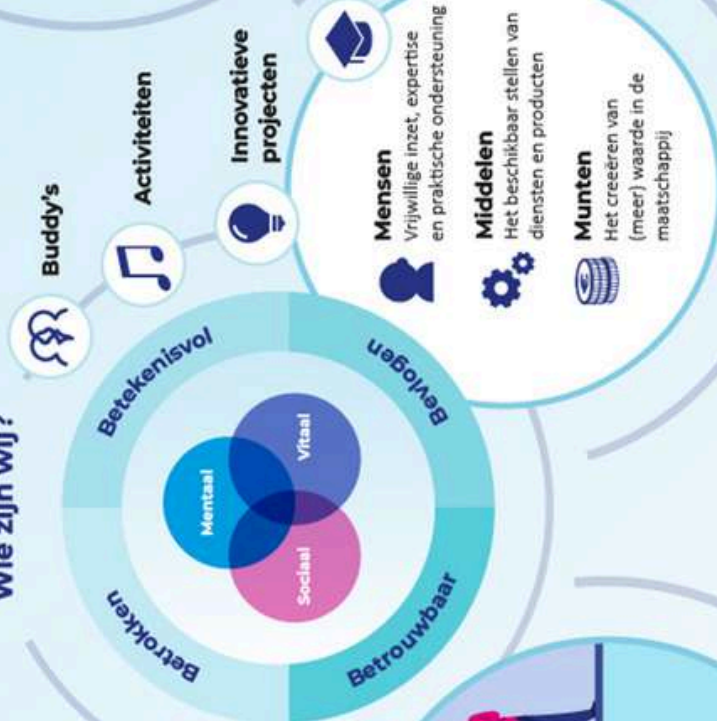 Wie zijn wij?
Buddy's
Activiteiten
Innovatieve
projecten
Betrokken
Betekenisvol
Bevlogen
Betrouwbaar
Mentaal
Sociaal
Vitaal
Mensen
Vrijwillige inzet, expertise
en praktische ondersteuning
Middelen
Het beschikbaar stellen van
diensten en producten
Munten
Het creeëren van
(meer) waarde in de
maatschappij